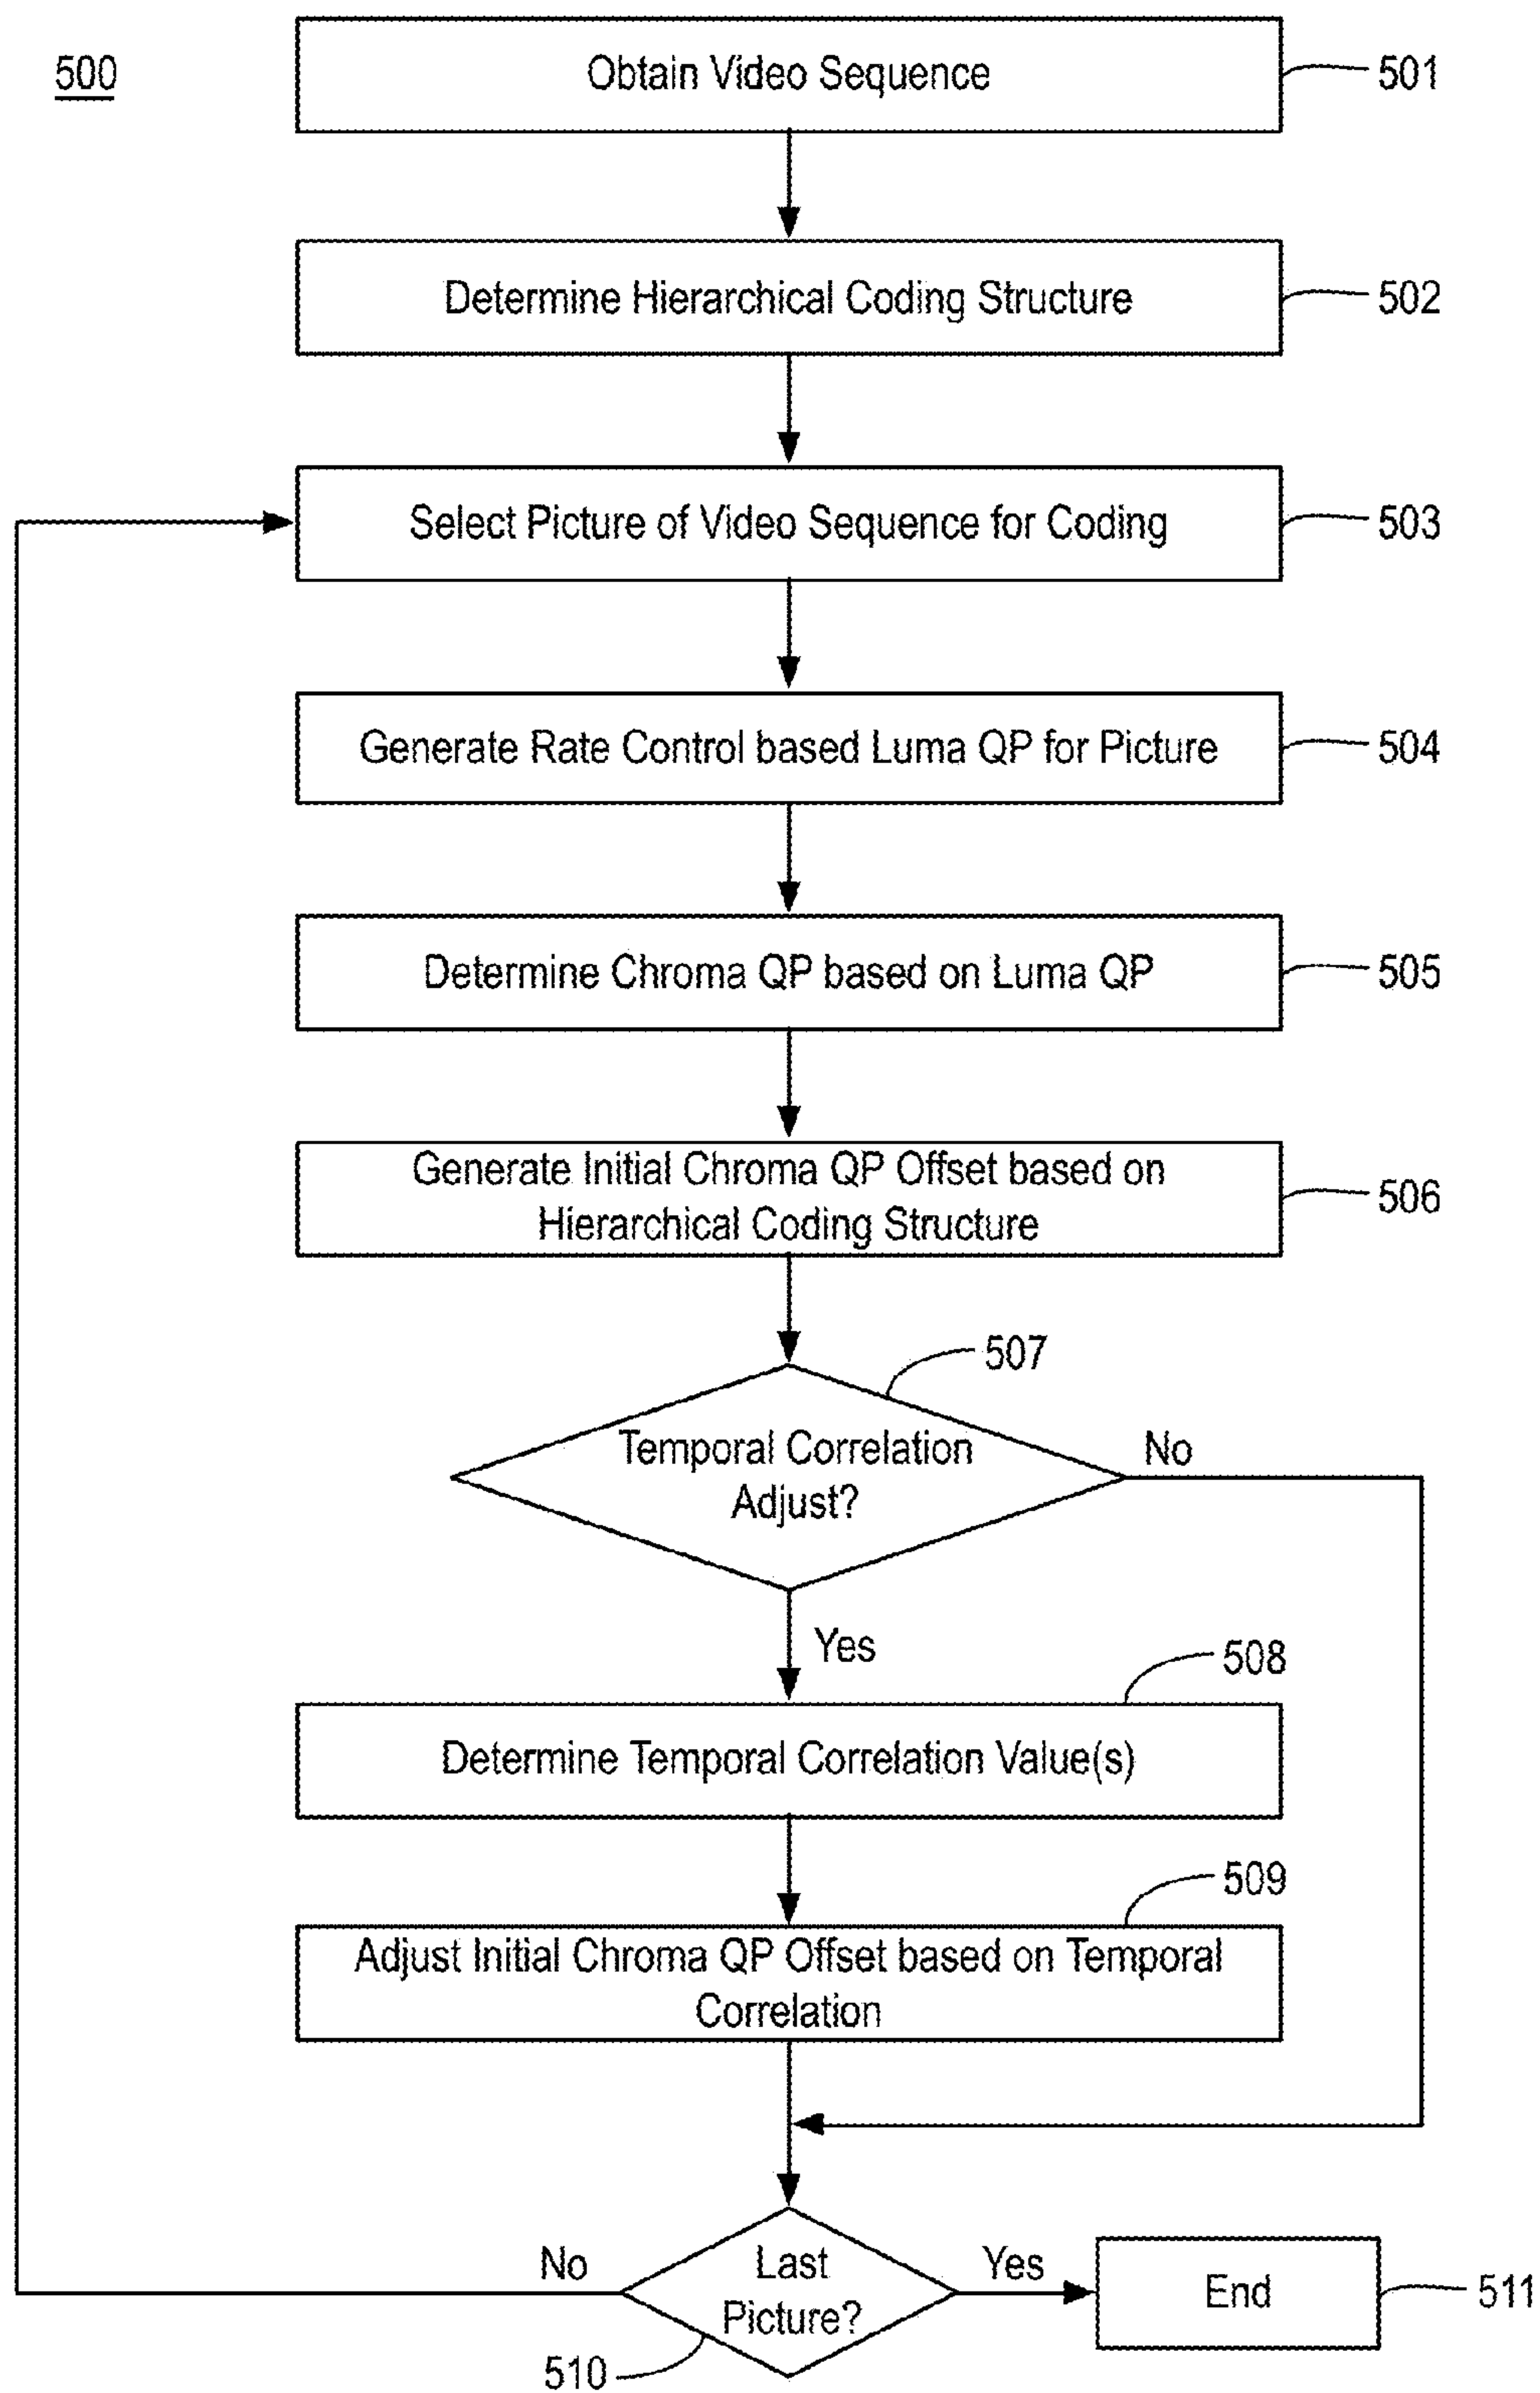 500
Obtain Video Sequence
501
Determine Hierarchical Coding Structure
502
Select Picture of Video Sequence for Coding
503
Generate Rate Control based Luma QP for Picture
504
Determine Chroma QP based on Luma QP
505
Generate Initial Chroma QP Offset based on
Hierarchical Coding Structure
506
507
Temporal Correlation
Adjust?
No
Yes
508
Determine Temporal Correlation Value(s)
509
Adjust Initial Chroma QP Offset based on Temporal
Correlation
No
Last
Picture?
Yes
End
511
510